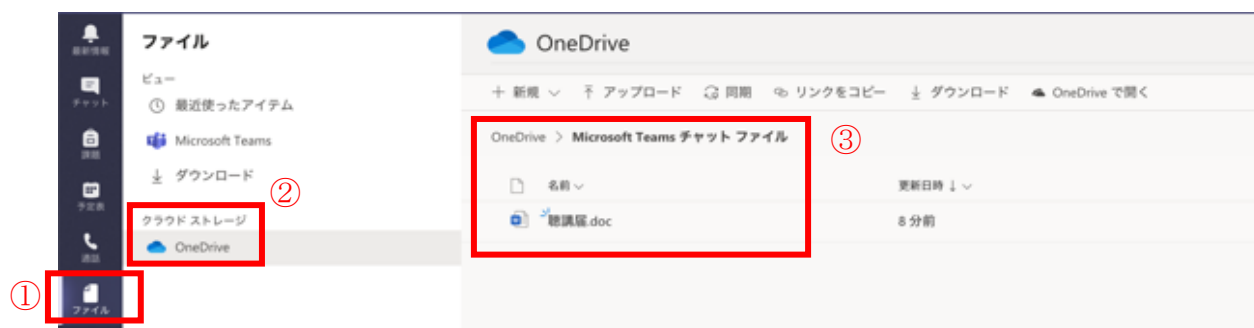 最新情報
チャット
課題
予定表
通話
ファイル
①
ファイル
ビュー
最近使ったアイテム
Microsoft Teams
ダウンロード
②
クラウド ストレージ
OneDrive
OneDrive
+ 新規 アップロード 同期 リンクをコピー ダウンロード OneDrive で開く
OneDrive > Microsoft Teams チャット ファイル
③
名前 更新日時 ↓
聴講届.doc 8 分前